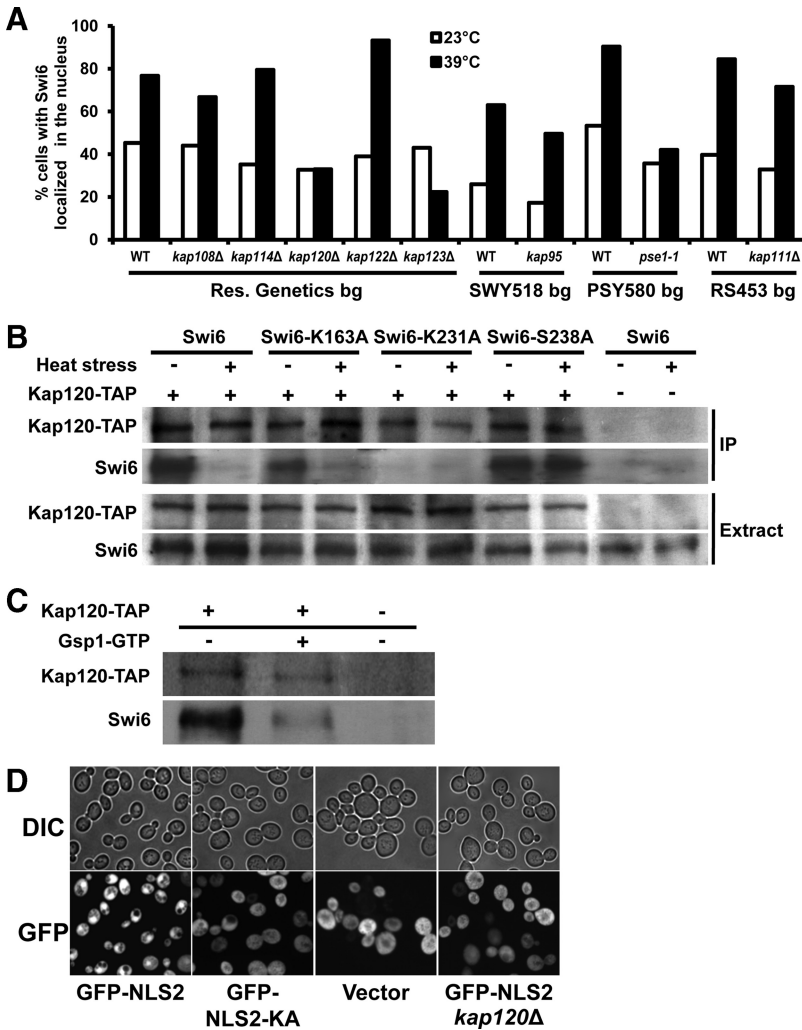 A
% cells with Swi6
localized in the nucleus
100
80
60
40
20
0
23°C
39°C
WT kap108Δ kap114Δ kap120Δ kap122Δ kap123Δ WT kap95 WT pse1-1 WT kap111Δ
Res. Genetics bg SWY518 bg PSY580 bg RS453 bg
B
Swi6 Swi6-K163A Swi6-K231A Swi6-S238A Swi6
Heat stress - + - + - + - + - +
Kap120-TAP + + + + + + + + - -
Kap120-TAP
Swi6
IP
Kap120-TAP
Swi6
Extract
C
Kap120-TAP + + -
Gsp1-GTP - + -
Kap120-TAP
Swi6
D
DIC
GFP
GFP-NLS2 GFP-NLS2-KA Vector GFP-NLS2 kap120Δ